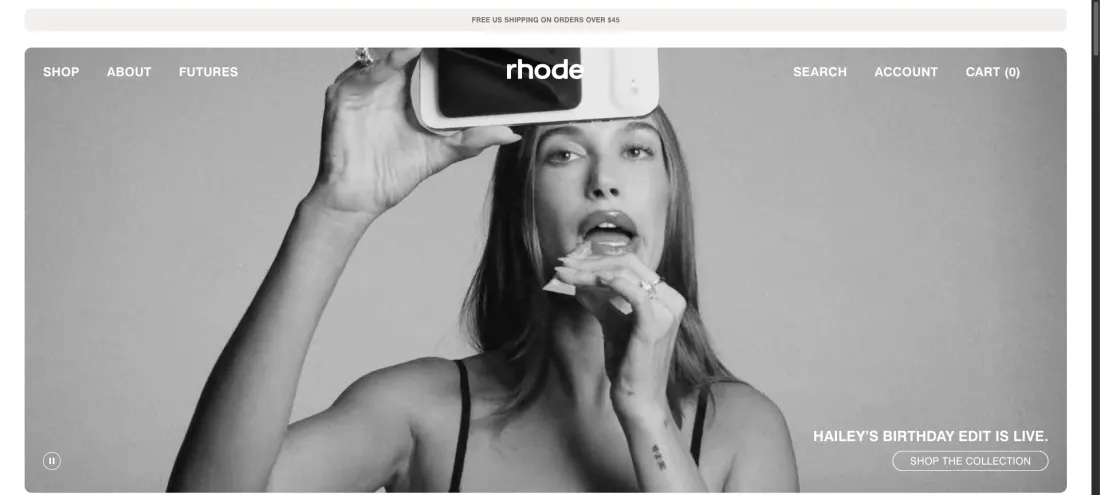 FREE US SHIPPING ON ORDERS OVER $45
SHOP ABOUT FUTURES rhode SEARCH ACCOUNT CART (0)
HAILEY'S BIRTHDAY EDIT IS LIVE.
SHOP THE COLLECTION